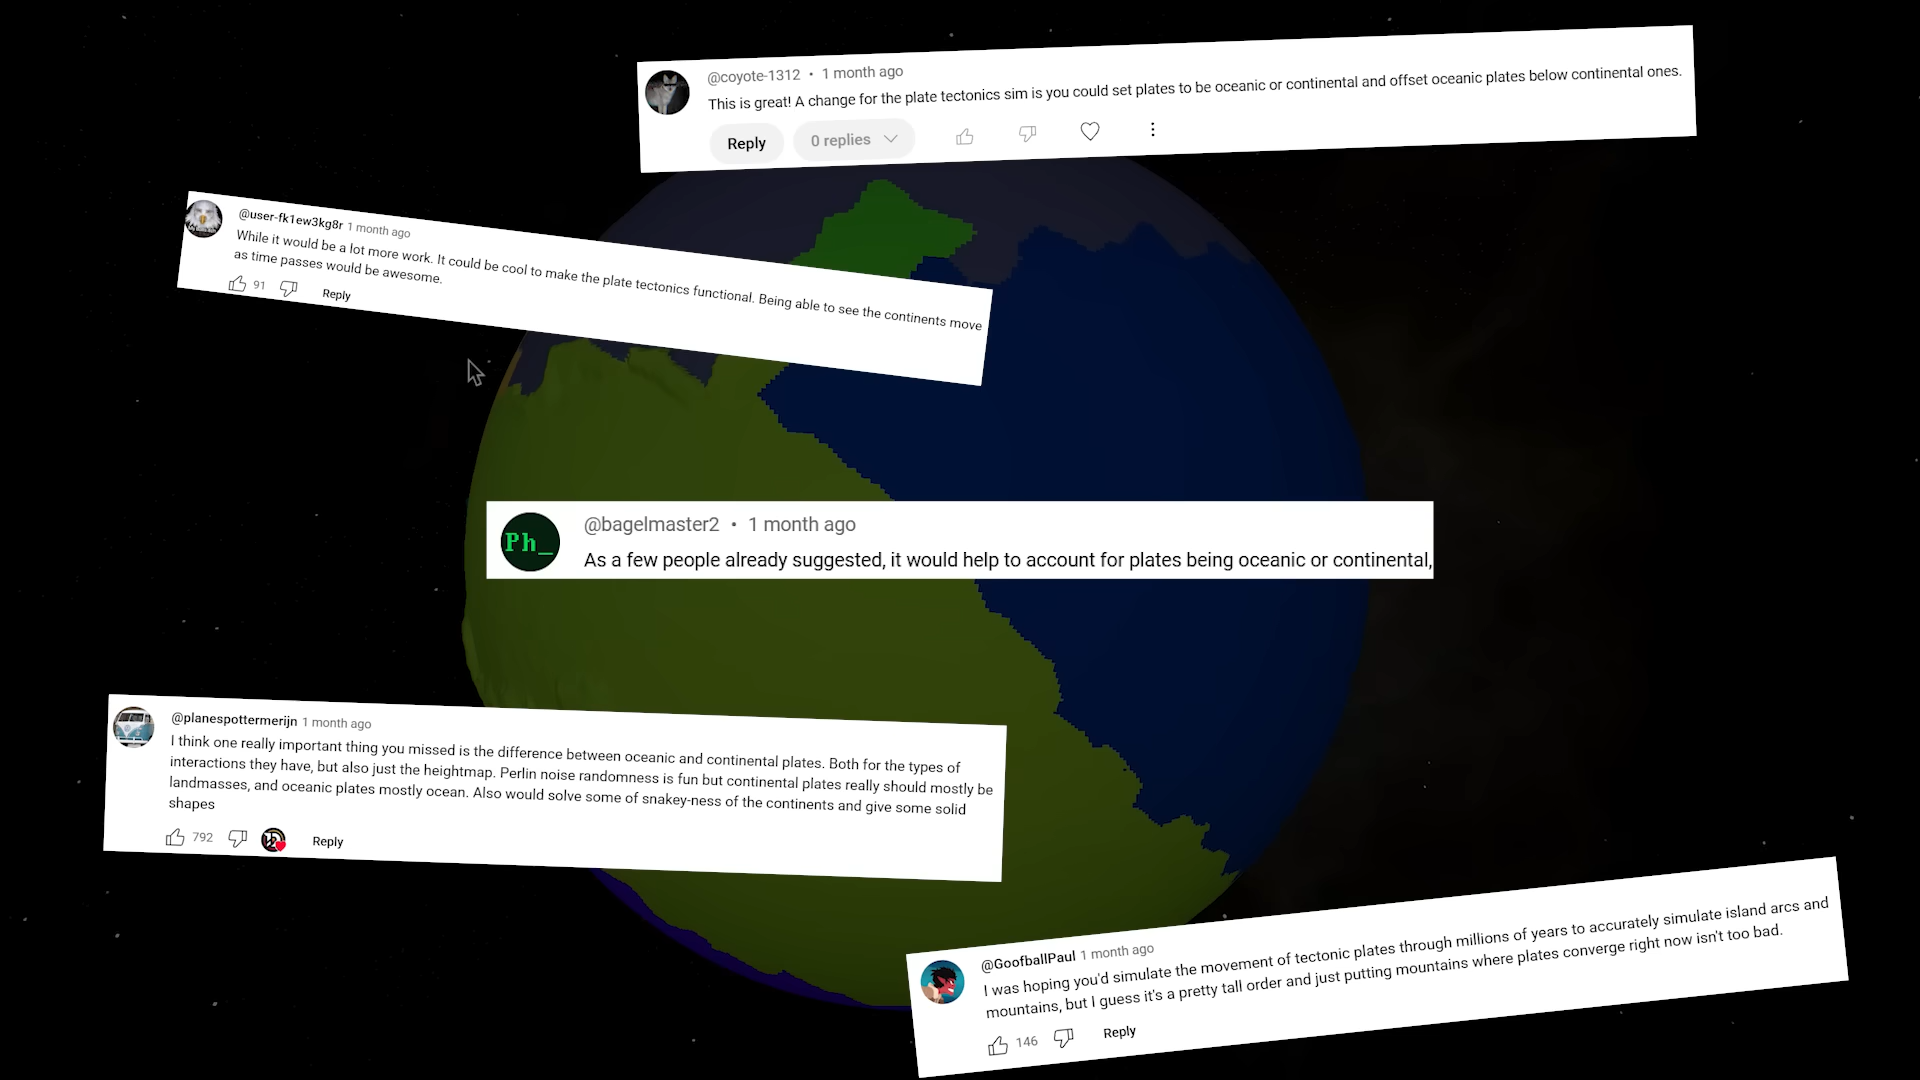 @coyote-1312 • 1 month ago
This is great! A change for the plate tectonics sim is you could set plates to be oceanic or continental and offset oceanic plates below continental ones.
Reply 0 replies
@user-fk1ew3kg8r 1 month ago
While it would be a lot more work. It could be cool to make the plate tectonics functional. Being able to see the continents move
as time passes would be awesome.
91 Reply
Ph_
@bagelmaster2 • 1 month ago
As a few people already suggested, it would help to account for plates being oceanic or continental,
@planespottermerijn 1 month ago
I think one really important thing you missed is the difference between oceanic and continental plates. Both for the types of
interactions they have, but also just the heightmap. Perlin noise randomness is fun but continental plates really should mostly be
landmasses, and oceanic plates mostly ocean. Also would solve some of snakey-ness of the continents and give some solid
shapes
792 Reply
@GoofballPaul 1 month ago
I was hoping you'd simulate the movement of tectonic plates through millions of years to accurately simulate island arcs and
mountains, but I guess it's a pretty tall order and just putting mountains where plates converge right now isn't too bad.
146 Reply